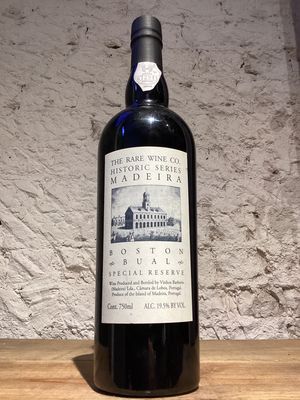 THE RARE WINE CO.
HISTORIC SERIES
MADEIRA
BOSTON
BUAL
SPECIAL RESERVE
Wine Produced and Bottled by Vinhos Barbeito
(Madeira) Lda., Câmara de Lobos, Portugal.
Produce of the Island of Madeira, Portugal.
Cont. 750ml ALC. 19.5% BY VOL.